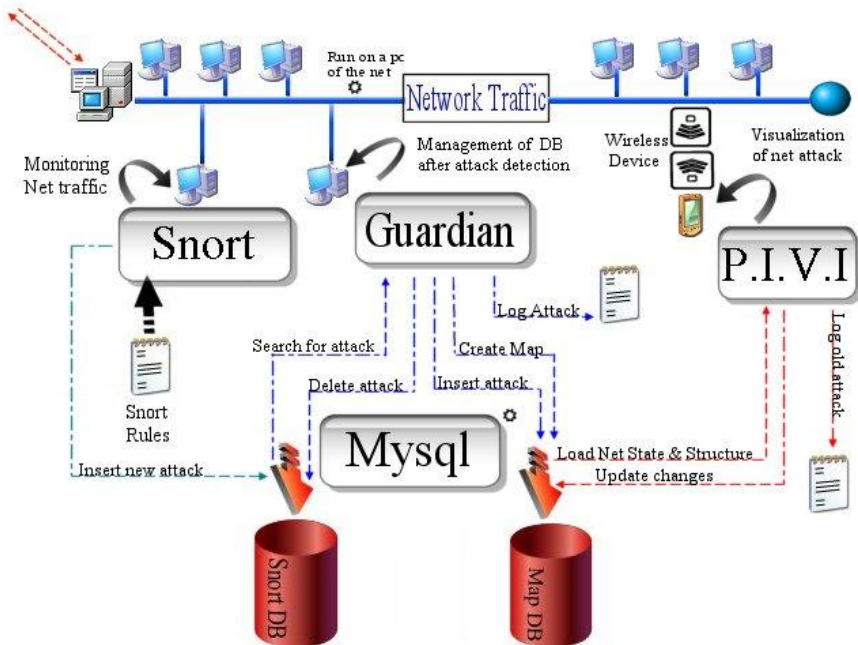 Run on a pc
of the net
Network Traffic
Monitoring
Net traffic
Management of DB
after attack detection
Wireless
Device
Visualization
of net attack
Snort
Guardian
P.I.V.I
Log Attack
Search for attack
Create Map
Delete attack
Insert attack
Log old attack
Snort
Rules
Mysql
Insert new attack
Load Net State & Structure
Update changes
Snort DB
Map DB